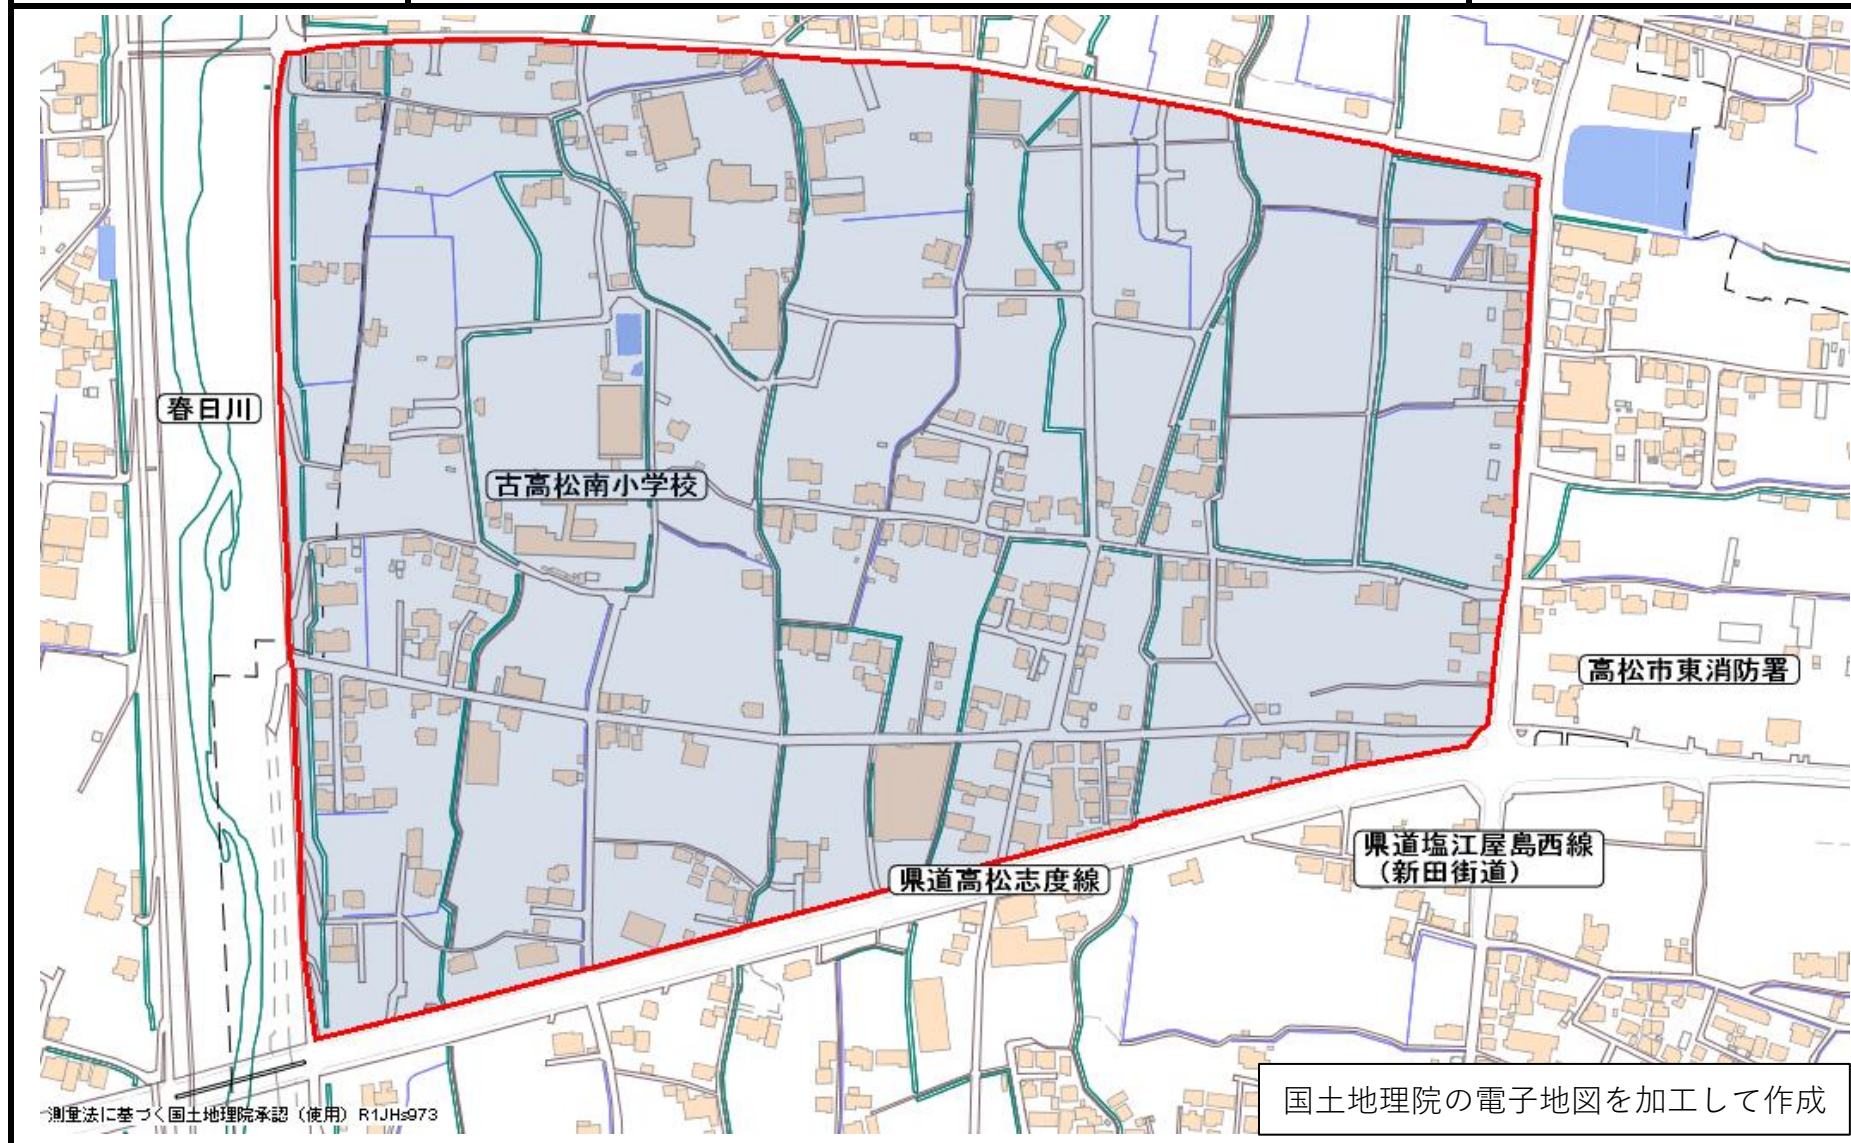 春日川
古高松南小学校
高松市東消防署
県道塩江屋島西線
（新田街道）
県道高松志度線
国土地理院の電子地図を加工して作成
測量法に基づく国土地理院承認（使用）R1JHs973